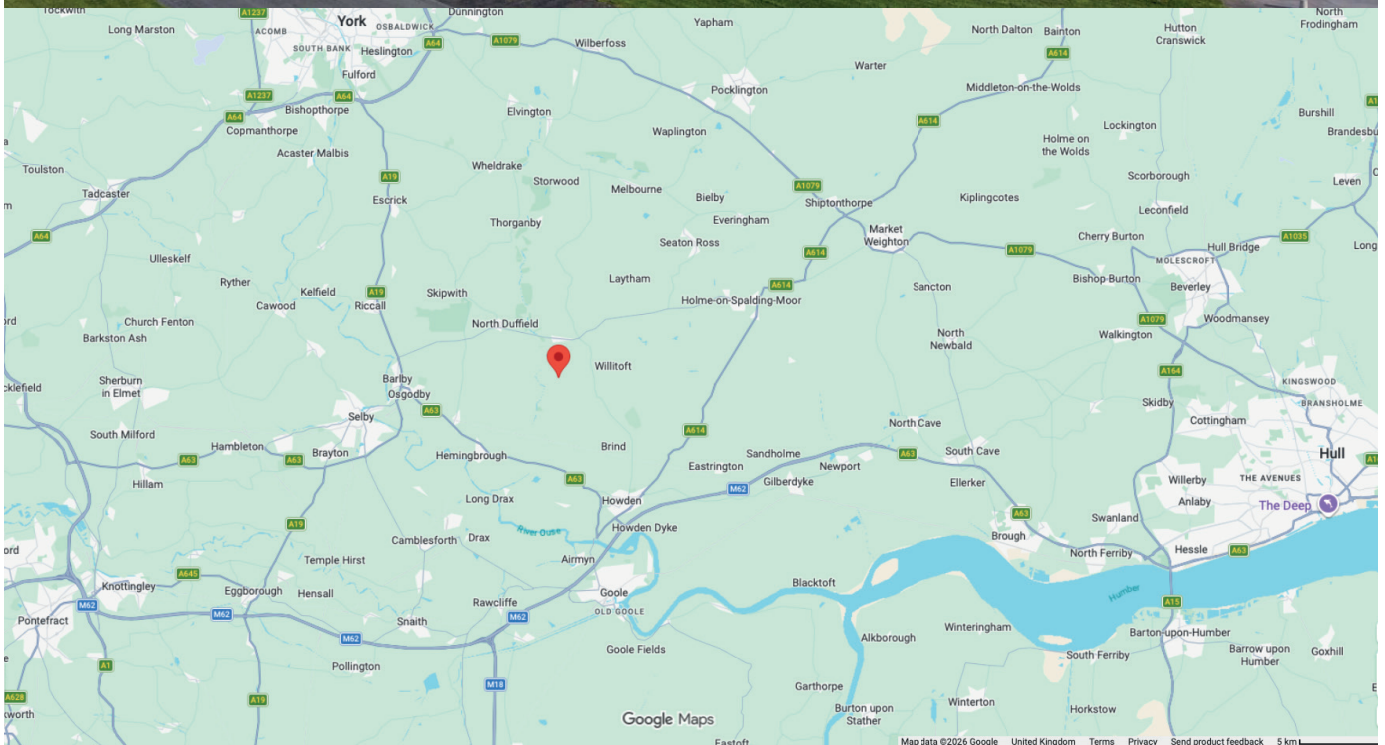 Tockwith
A1237
York
Dunnington
North
Frodingham
Long Marston
ACOMB
OSBALDWICK
Yapham
North Dalton
Bainton
Hutton
Cranswick
SOUTH BANK
Heslington
A64
A1079
Wilberfoss
A614
Fulford
Warter
A1237
A64
Pocklington
Middleton-on-the-Wolds
Bishopthorpe
Elvington
A64
Copmanthorpe
Waplington
A614
Lockington
Burshill
Brandesbu
Holme on
the Wolds
Acaster Malbis
Wheldrake
Toulston
A19
Storwood
Melbourne
A1079
Scorborough
Leven
Tadcaster
Escrick
Bielby
Shiptonthorpe
Kiplingcotes
Leconfield
Thorganby
Everingham
Market
Weighton
A64
Seaton Ross
A614
A1079
Cherry Burton
Hull Bridge
A1035
Long
Ulleskelf
MOLESCROFT
Ryther
Kelfield
A19
Skipwith
Laytham
A614
Sancton
Bishop Burton
Beverley
Cawood
Riccall
Holme-on-Spalding-Moor
Church Fenton
North Duffield
A1079
Woodmansey
Barkston Ash
North
Newbald
Walkington
Willitoft
A164
cklefield
Sherburn
in Elmet
Barlby
Osgodby
KINGSWOOD
BRANSHOLME
Selby
A63
Skidby
Cottingham
South Milford
A614
North Cave
Hambleton
Brind
A63
South Cave
Hull
A63
A63
Brayton
Hemingbrough
Sandholme
Eastrington
Newport
Hillam
A63
M62
Gilberdyke
Ellerker
Willerby
THE AVENUES
Long Drax
Howden
Anlaby
The Deep
A19
River Ouse
Howden Dyke
A63
Swanland
Camblesforth
Drax
Brough
North Ferriby
Hessle
A63
Temple Hirst
Airmyn
A645
Knottingley
Eggborough
Hensall
Goole
Blacktoft
Humber
M62
M62
Rawcliffe
OLD GOOLE
A15
Pontefract
Snaith
M62
Winteringham
Barton-upon-Humber
M62
Alkborough
Goole Fields
South Ferriby
Barrow upon
Humber
Goxhill
A1
Pollington
M18
Garthorpe
A628
A19
Winterton
Horkstow
Burton upon
Stather
Google Maps
Eastoft
Map data ©2026 Google United Kingdom Terms Privacy Send product feedback 5 km